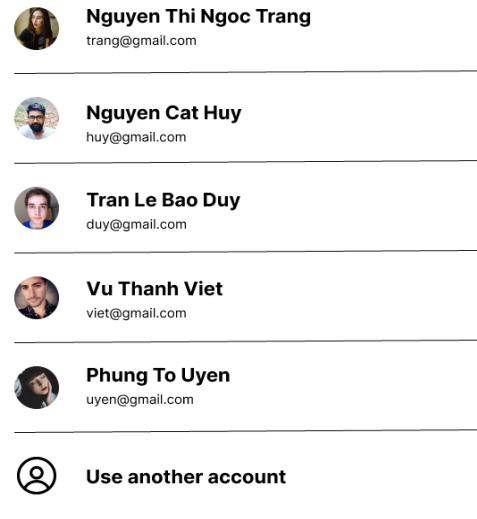 Nguyen Thi Ngoc Trang
trang@gmail.com
Nguyen Cat Huy
huy@gmail.com
Tran Le Bao Duy
duy@gmail.com
Vu Thanh Viet
viet@gmail.com
Phung To Uyen
uyen@gmail.com
Use another account